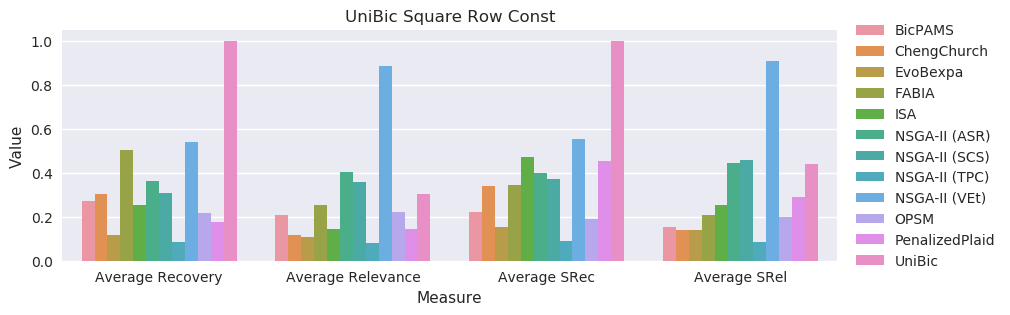 UniBic Square Row Const
Value
1.0
0.8
0.6
0.4
0.2
0.0
Average Recovery
Average Relevance
Average SRec
Average SRel
Measure
BicPAMS
ChengChurch
EvoBexpa
FABIA
ISA
NSGA-II (ASR)
NSGA-II (SCS)
NSGA-II (TPC)
NSGA-II (VEt)
OPSM
PenalizedPlaid
UniBic